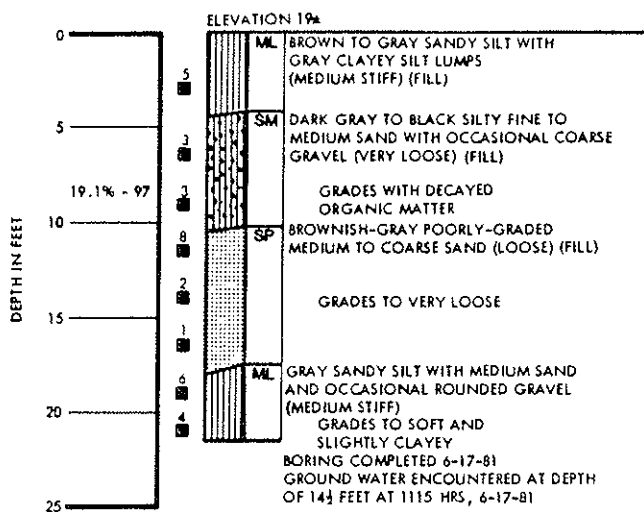 ELEVATION 19±
0
ML BROWN TO GRAY SANDY SILT WITH
GRAY CLAYEY SILT LUMPS
(MEDIUM STIFF) (FILL)
5
5
SM DARK GRAY TO BLACK SILTY FINE TO
MEDIUM SAND WITH OCCASIONAL COARSE
GRAVEL (VERY LOOSE) (FILL)
3
19.1% - 97
3
GRADES WITH DECAYED
ORGANIC MATTER
10
SP BROWNISH-GRAY POORLY-GRADED
MEDIUM TO COARSE SAND (LOOSE) (FILL)
8
2
GRADES TO VERY LOOSE
15
1
ML GRAY SANDY SILT WITH MEDIUM SAND
AND OCCASIONAL ROUNDED GRAVEL
(MEDIUM STIFF)
6
20
4
GRADES TO SOFT AND
SLIGHTLY CLAYEY
BORING COMPLETED 6-17-81
GROUND WATER ENCOUNTERED AT DEPTH
OF 14½ FEET AT 1115 HRS, 6-17-81
25
DEPTH IN FEET